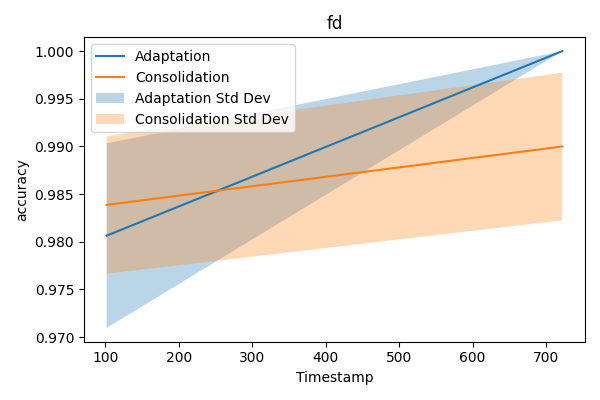 fd
Adaptation
Consolidation
Adaptation Std Dev
Consolidation Std Dev
accuracy
1.000
0.995
0.990
0.985
0.980
0.975
0.970
100 200 300 400 500 600 700
Timestamp